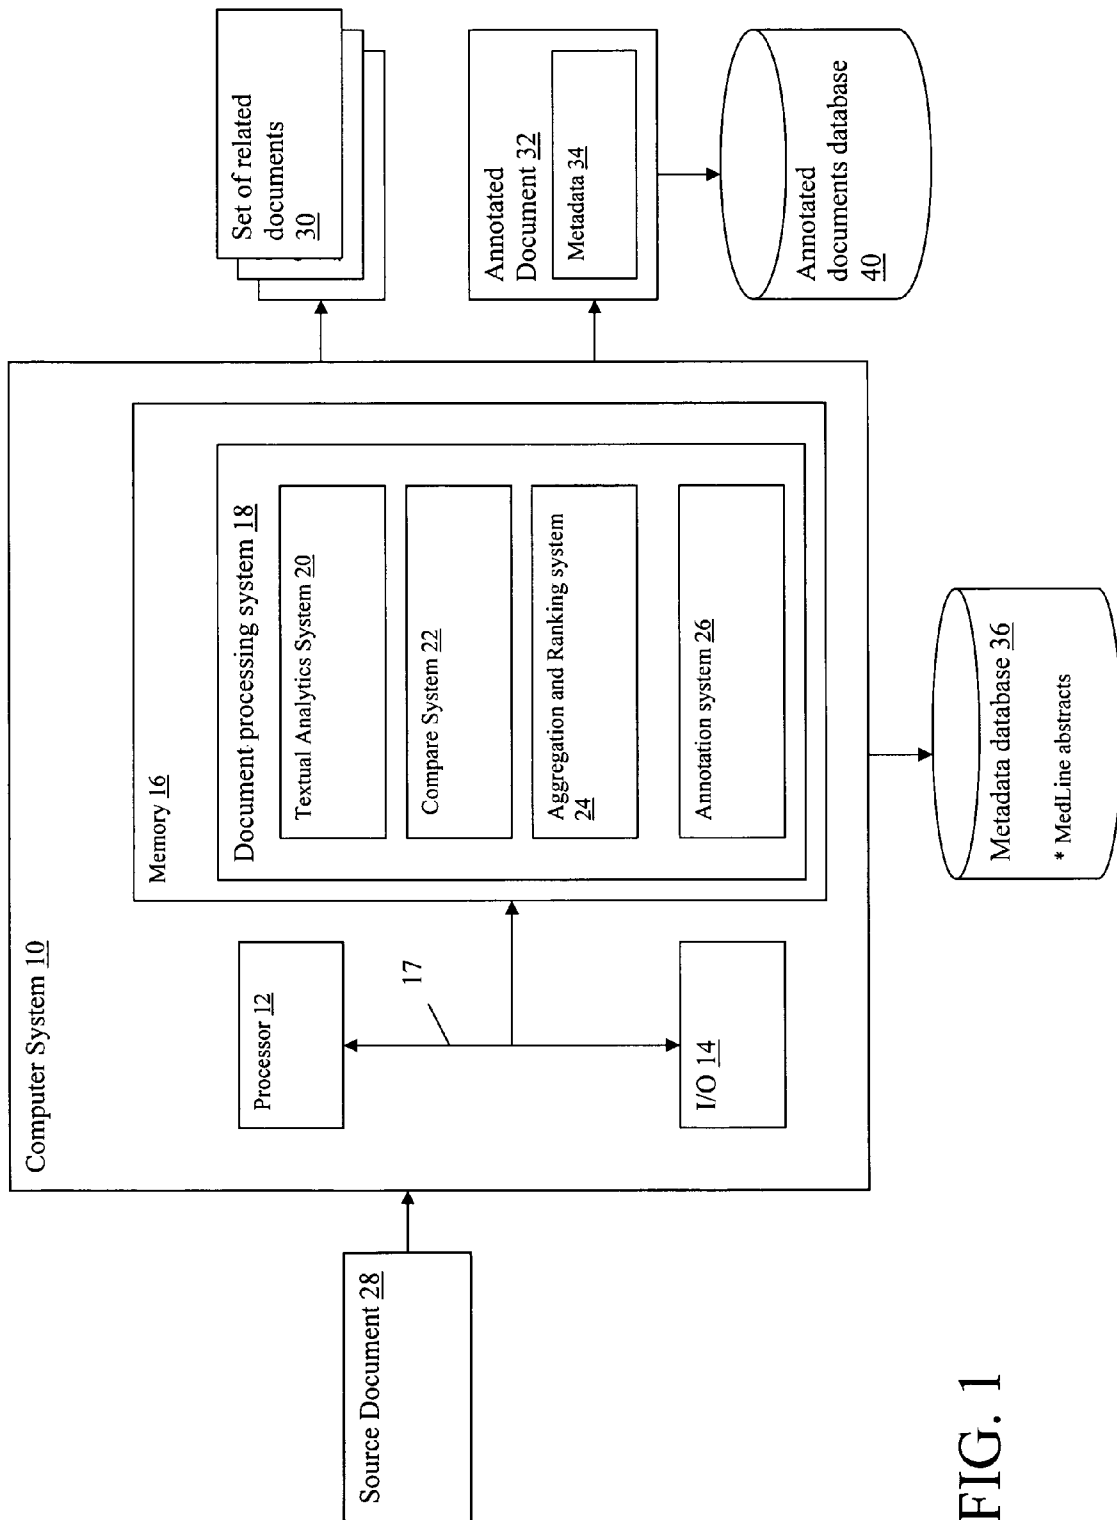 Computer System 10
Source Document 28
Processor 12
17
I/O 14
Memory 16
Document processing system 18
Textual Analytics System 20
Compare System 22
Aggregation and Ranking system
24
Annotation system 26
Set of related
documents
30
Annotated
Document 32
Metadata 34
Annotated
documents database
40
Metadata database 36
* MedLine abstracts
FIG. 1